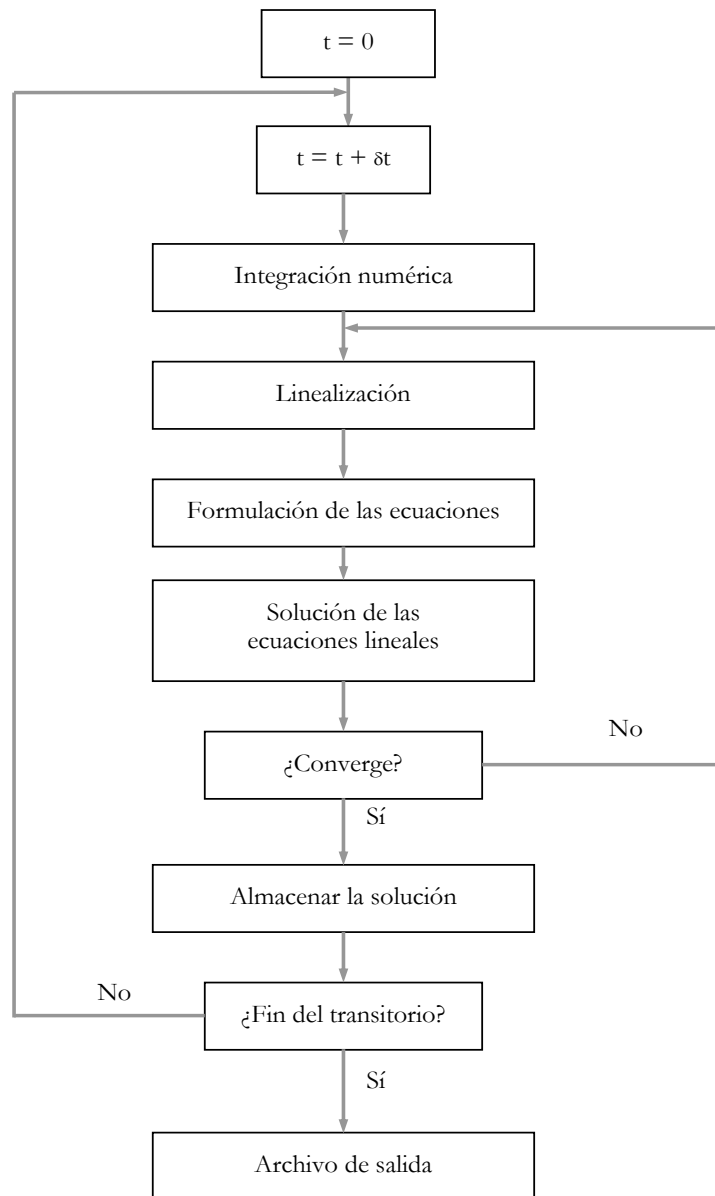 t = 0
t = t + δt
Integración numérica
Linealización
Formulación de las ecuaciones
Solución de las
ecuaciones lineales
No
¿Converge?
Sí
Almacenar la solución
No
¿Fin del transitorio?
Sí
Archivo de salida